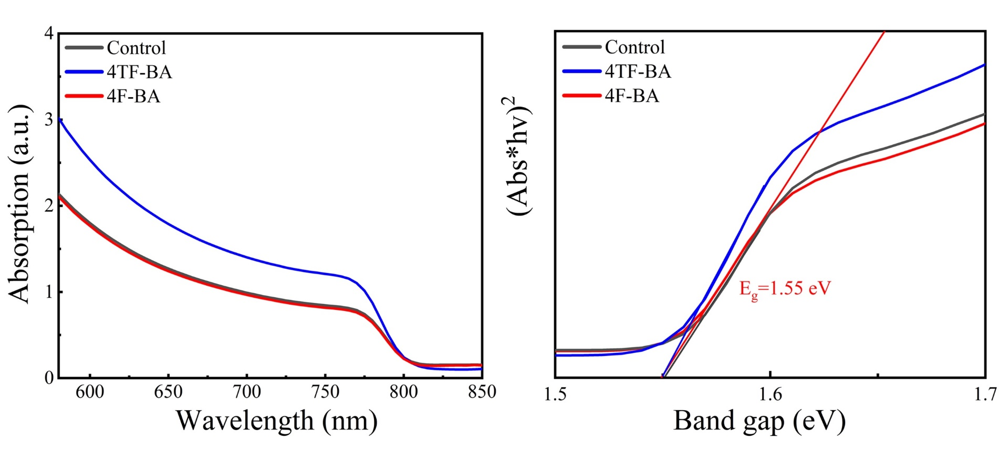 4
3
2
1
0
Absorption (a.u.)
Control
4TF-BA
4F-BA
600 650 700 750 800 850
Wavelength (nm)
(Abs*hv)²
Control
4TF-BA
4F-BA
Eg=1.55 eV
1.5 1.6 1.7
Band gap (eV)